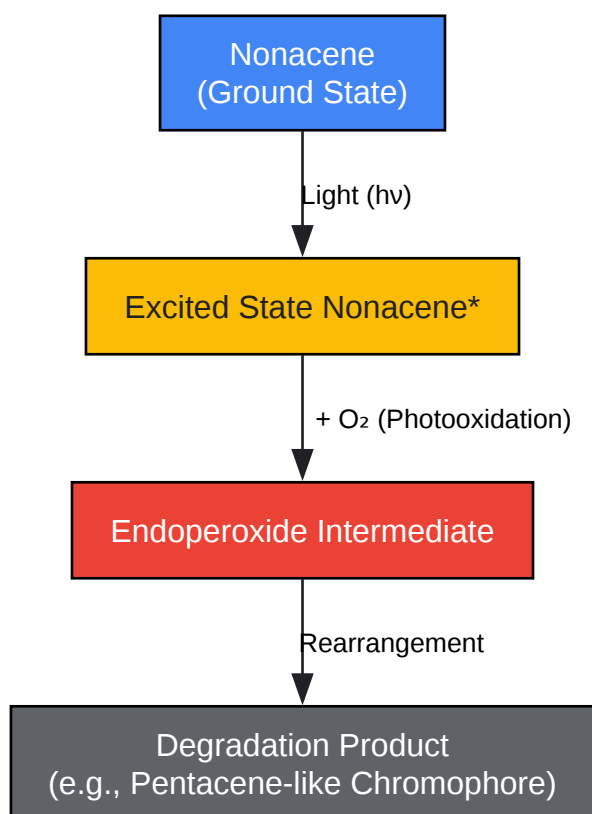 Nonacene
(Ground State)
Light (hν)
Excited State Nonacene*
+ O₂ (Photooxidation)
Endoperoxide Intermediate
Rearrangement
Degradation Product
(e.g., Pentacene-like Chromophore)